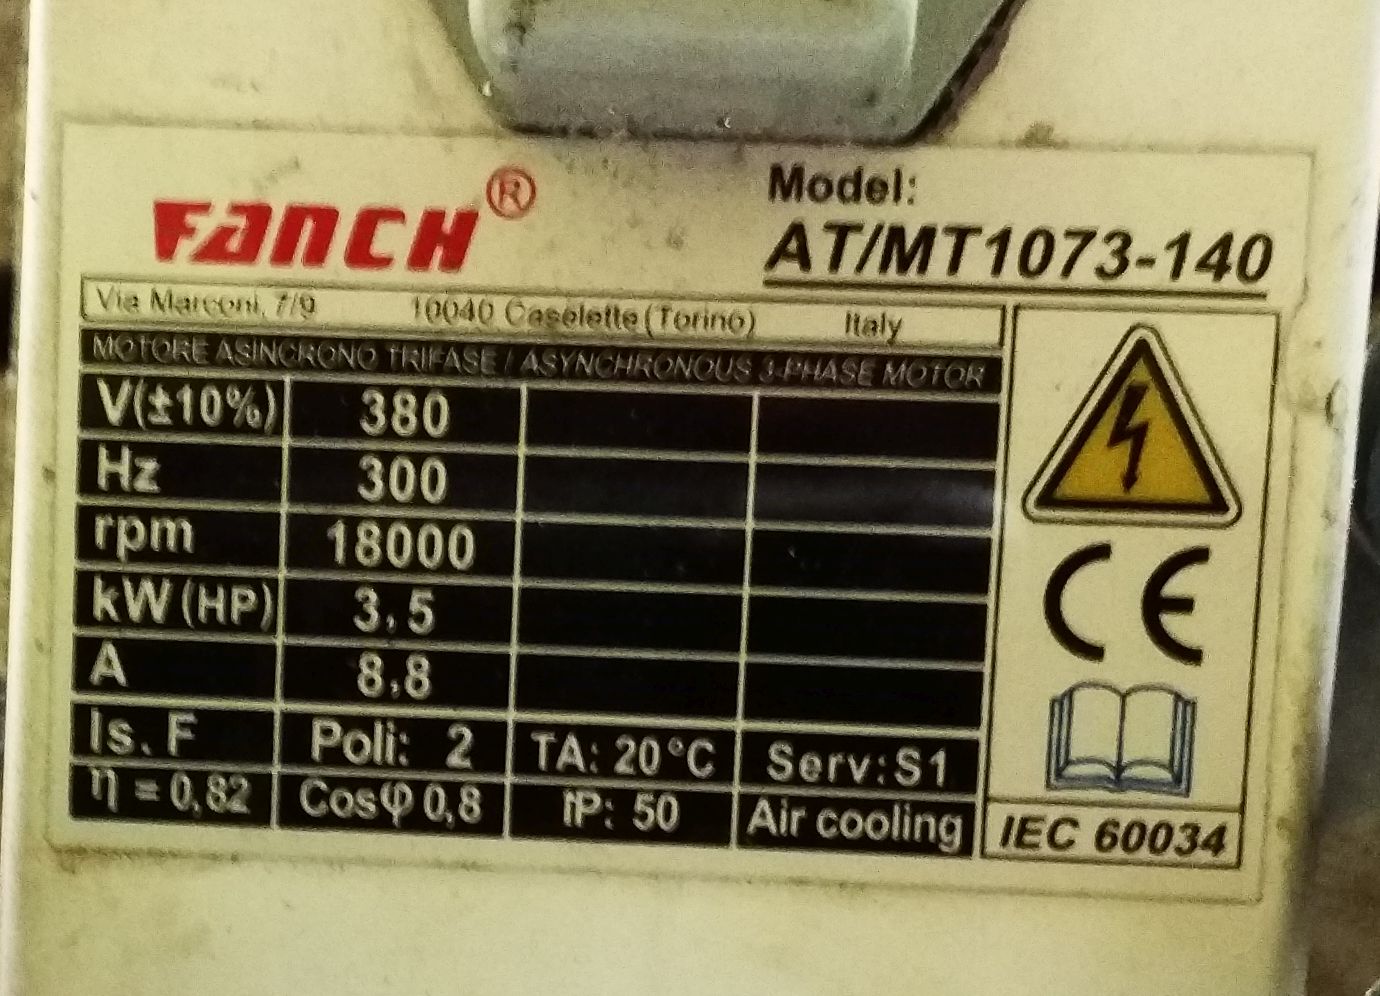 FANCH®
Model:
AT/MT1073-140
Via Marconi, 7/9 10040 Caselette (Torino) Italy
MOTORE ASINCRONO TRIFASE / ASYNCHRONOUS 3-PHASE MOTOR
V(±10%) 380
Hz 300
rpm 18000
kW(HP) 3,5
A 8,8
Is. F Poli: 2 TA: 20°C Serv:S1
η = 0,82 Cosφ 0,8 IP: 50 Air cooling
CE
IEC 60034